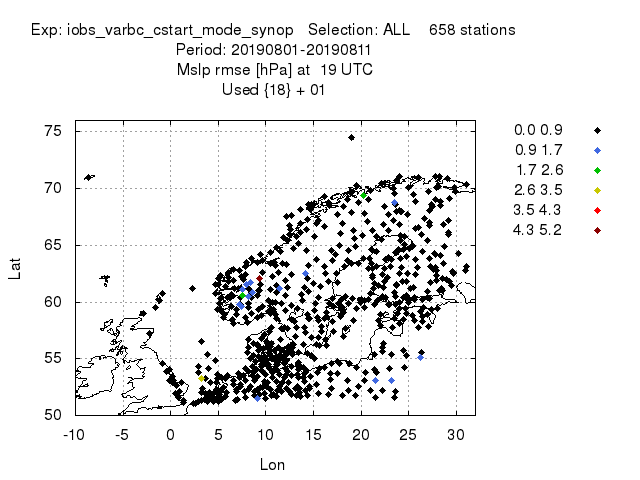 Exp: iobs_varbc_cstart_mode_synop   Selection: ALL    658 stations
Period: 20190801-20190811
Mslp rmse [hPa] at  19 UTC
Used {18} + 01
0.0 0.9
0.9 1.7
1.7 2.6
2.6 3.5
3.5 4.3
4.3 5.2
75
70
65
60
55
50
Lat
-10 -5 0 5 10 15 20 25 30
Lon